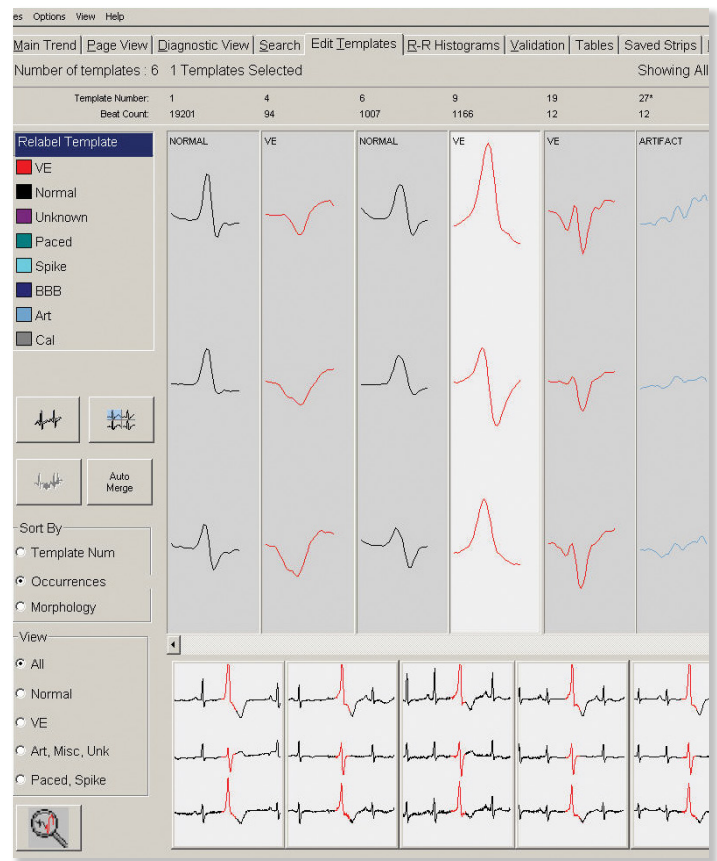 es Options View Help
Main Trend Page View Diagnostic View Search Edit Templates R-R Histograms Validation Tables Saved Strips
Number of templates : 6 1 Templates Selected Showing All
Template Number: 1 4 6 9 19 27*
Beat Count: 19201 94 1007 1166 12 12
Relabel Template NORMAL VE NORMAL VE VE ARTIFACT
VE
Normal
Unknown
Paced
Spike
BBB
Art
Cal
Auto
Merge
Sort By
Template Num
Occurrences
Morphology
View
All
Normal
VE
Art, Misc, Unk
Paced, Spike